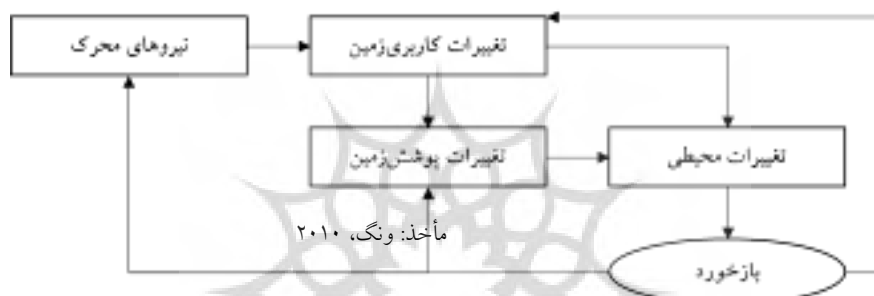 نیروهای محرک
تغییرات کاربری‌زمین
تغییرات پوشش‌زمین
تغییرات محیطی
مأخذ: ونگ، ۲۰۱۰
بازخورد